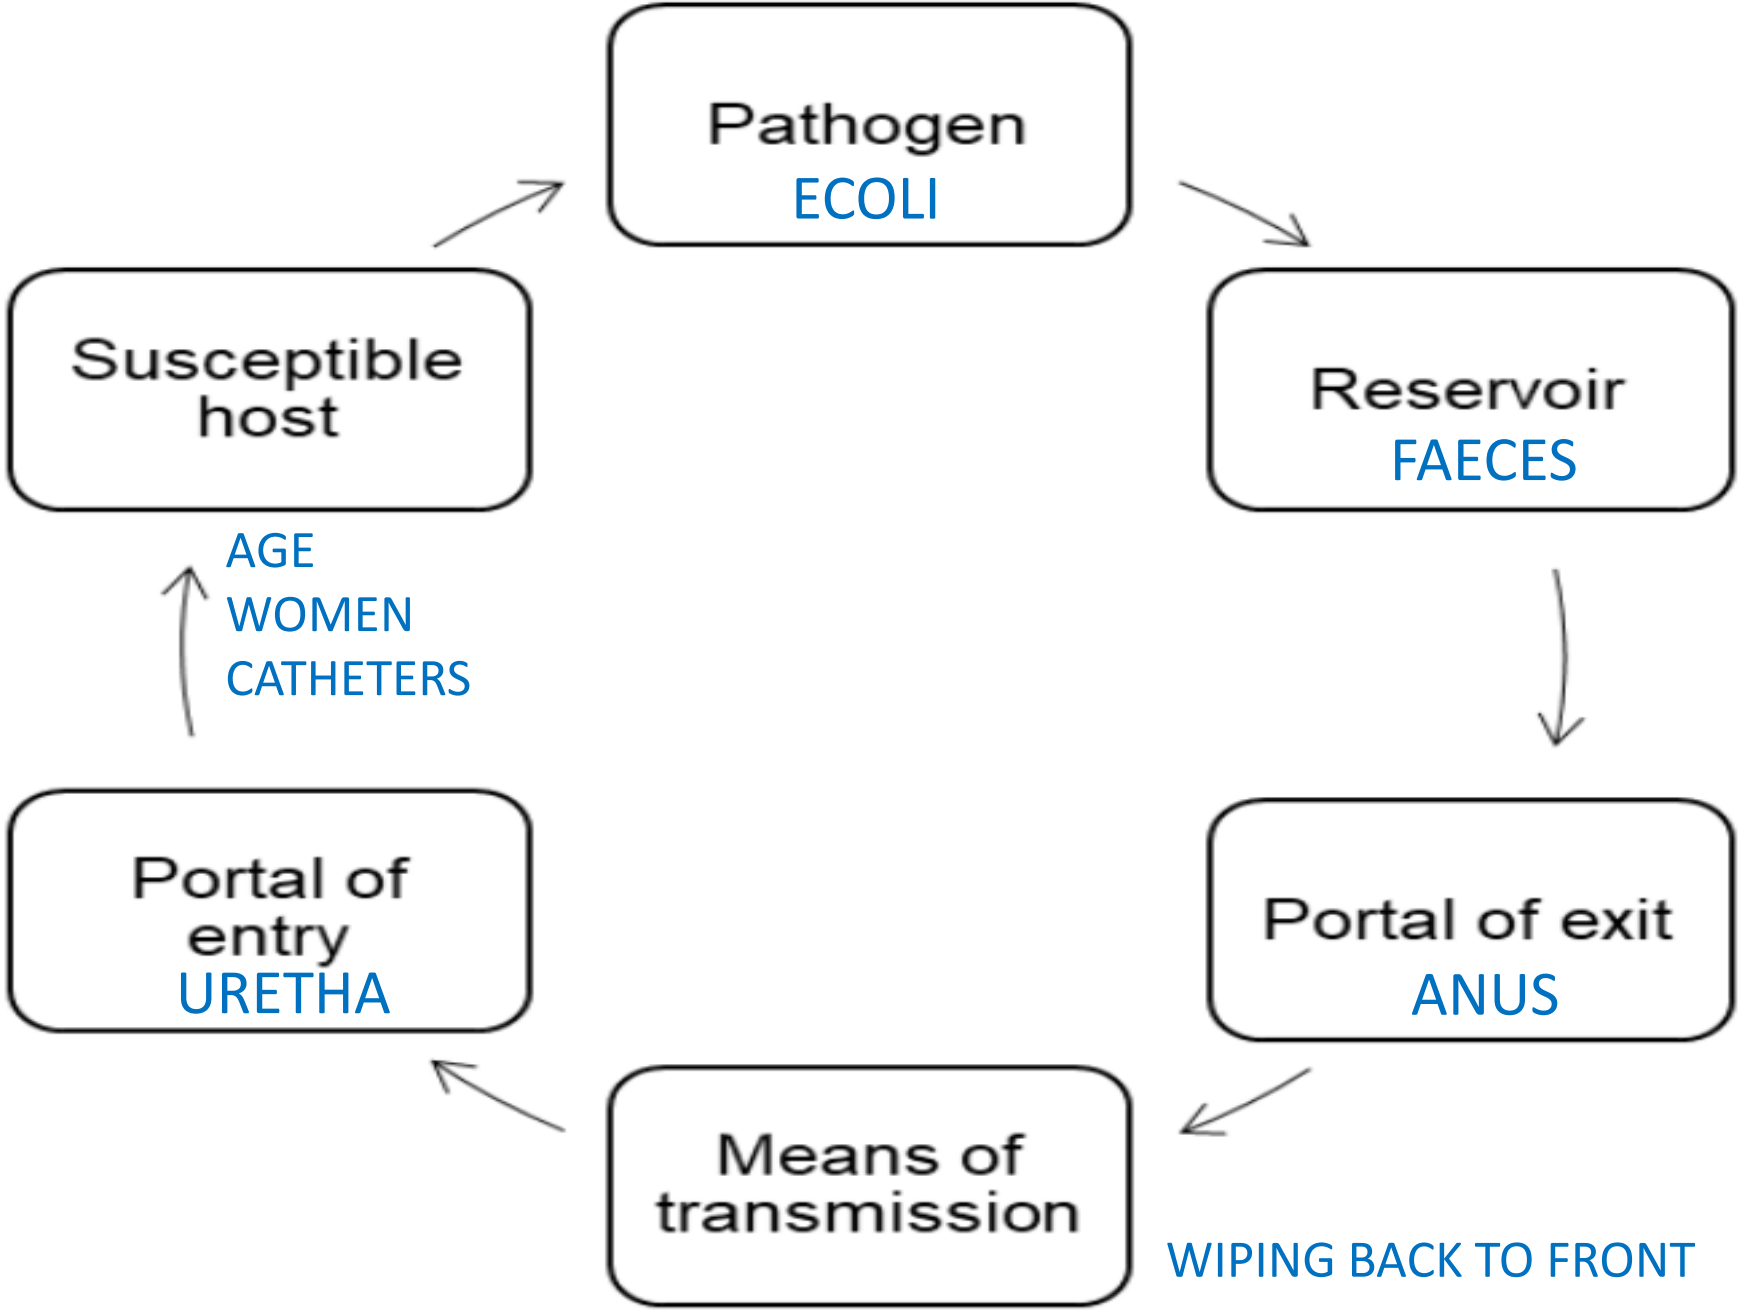 Pathogen
ECOLI
Reservoir
FAECES
Portal of exit
ANUS
Means of
transmission
WIPING BACK TO FRONT
Portal of
entry
URETHA
Susceptible
host
AGE
WOMEN
CATHETERS